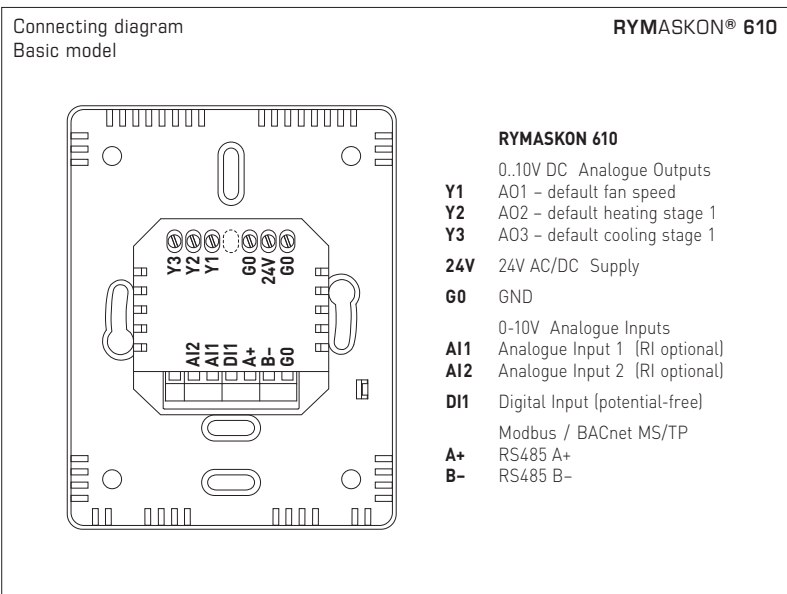 Connecting diagram
Basic model
RYMASKON® 610
Y3 Y2 Y1 G0 24V G0
AI2 AI1 DI1 A+ B– G0
RYMASKON 610
0..10V DC Analogue Outputs
Y1 AO1 – default fan speed
Y2 AO2 – default heating stage 1
Y3 AO3 – default cooling stage 1
24V 24V AC/DC Supply
G0 GND
0-10V Analogue Inputs
AI1 Analogue Input 1 (RI optional)
AI2 Analogue Input 2 (RI optional)
DI1 Digital Input (potential-free)
Modbus / BACnet MS/TP
A+ RS485 A+
B– RS485 B–